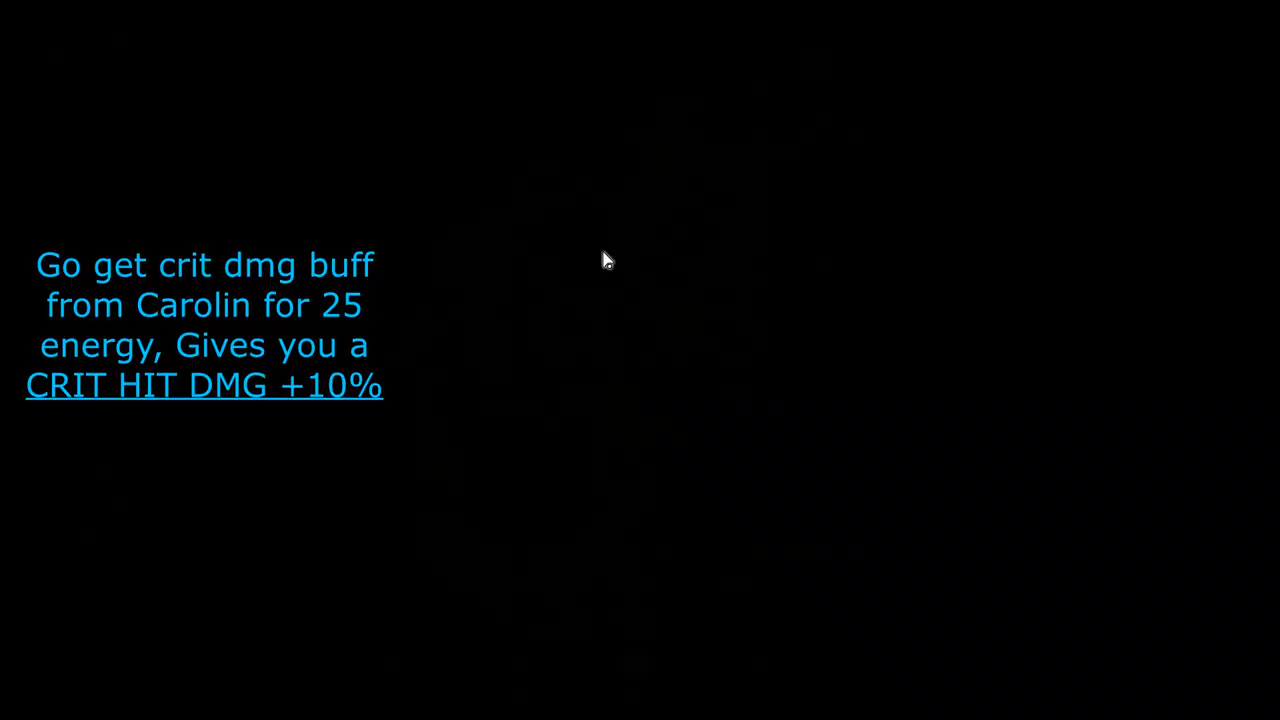 Go get crit dmg buff
from Carolin for 25
energy, Gives you a
CRIT HIT DMG +10%